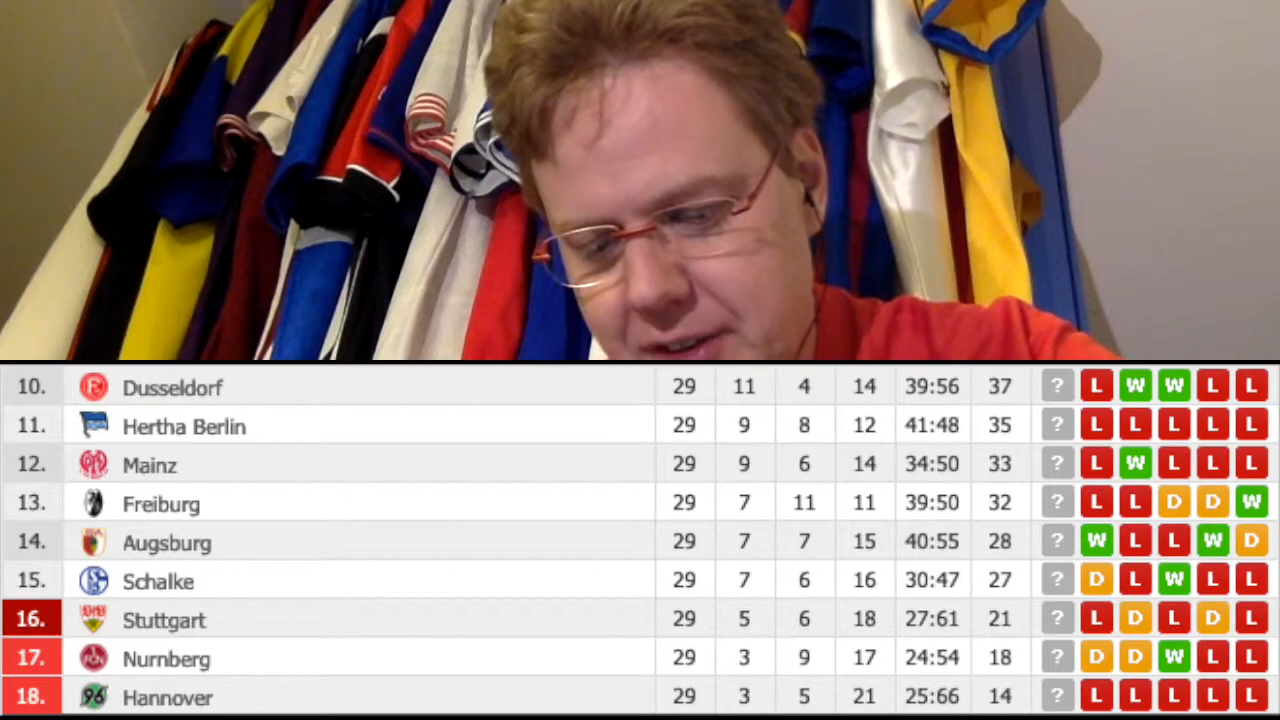 10. Dusseldorf 29 11 4 14 39:56 37 ? L W W L L
11. Hertha Berlin 29 9 8 12 41:48 35 ? L L L L L
12. Mainz 29 9 6 14 34:50 33 ? L W L L L
13. Freiburg 29 7 11 11 39:50 32 ? L L D D W
14. Augsburg 29 7 7 15 40:55 28 ? W L L W D
15. Schalke 29 7 6 16 30:47 27 ? D L W L L
16. Stuttgart 29 5 6 18 27:61 21 ? L D L D L
17. Nurnberg 29 3 9 17 24:54 18 ? D D W L L
18. 96 Hannover 29 3 5 21 25:66 14 ? L L L L L